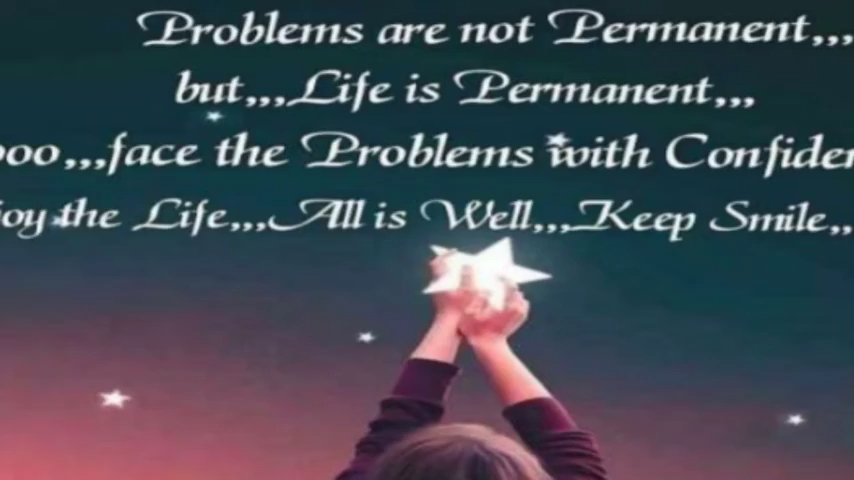 Problems are not Permanent,,,
but,,,Life is Permanent,,,
face the Problems with
the Life,,,All is Well,,,Keep Smile,,